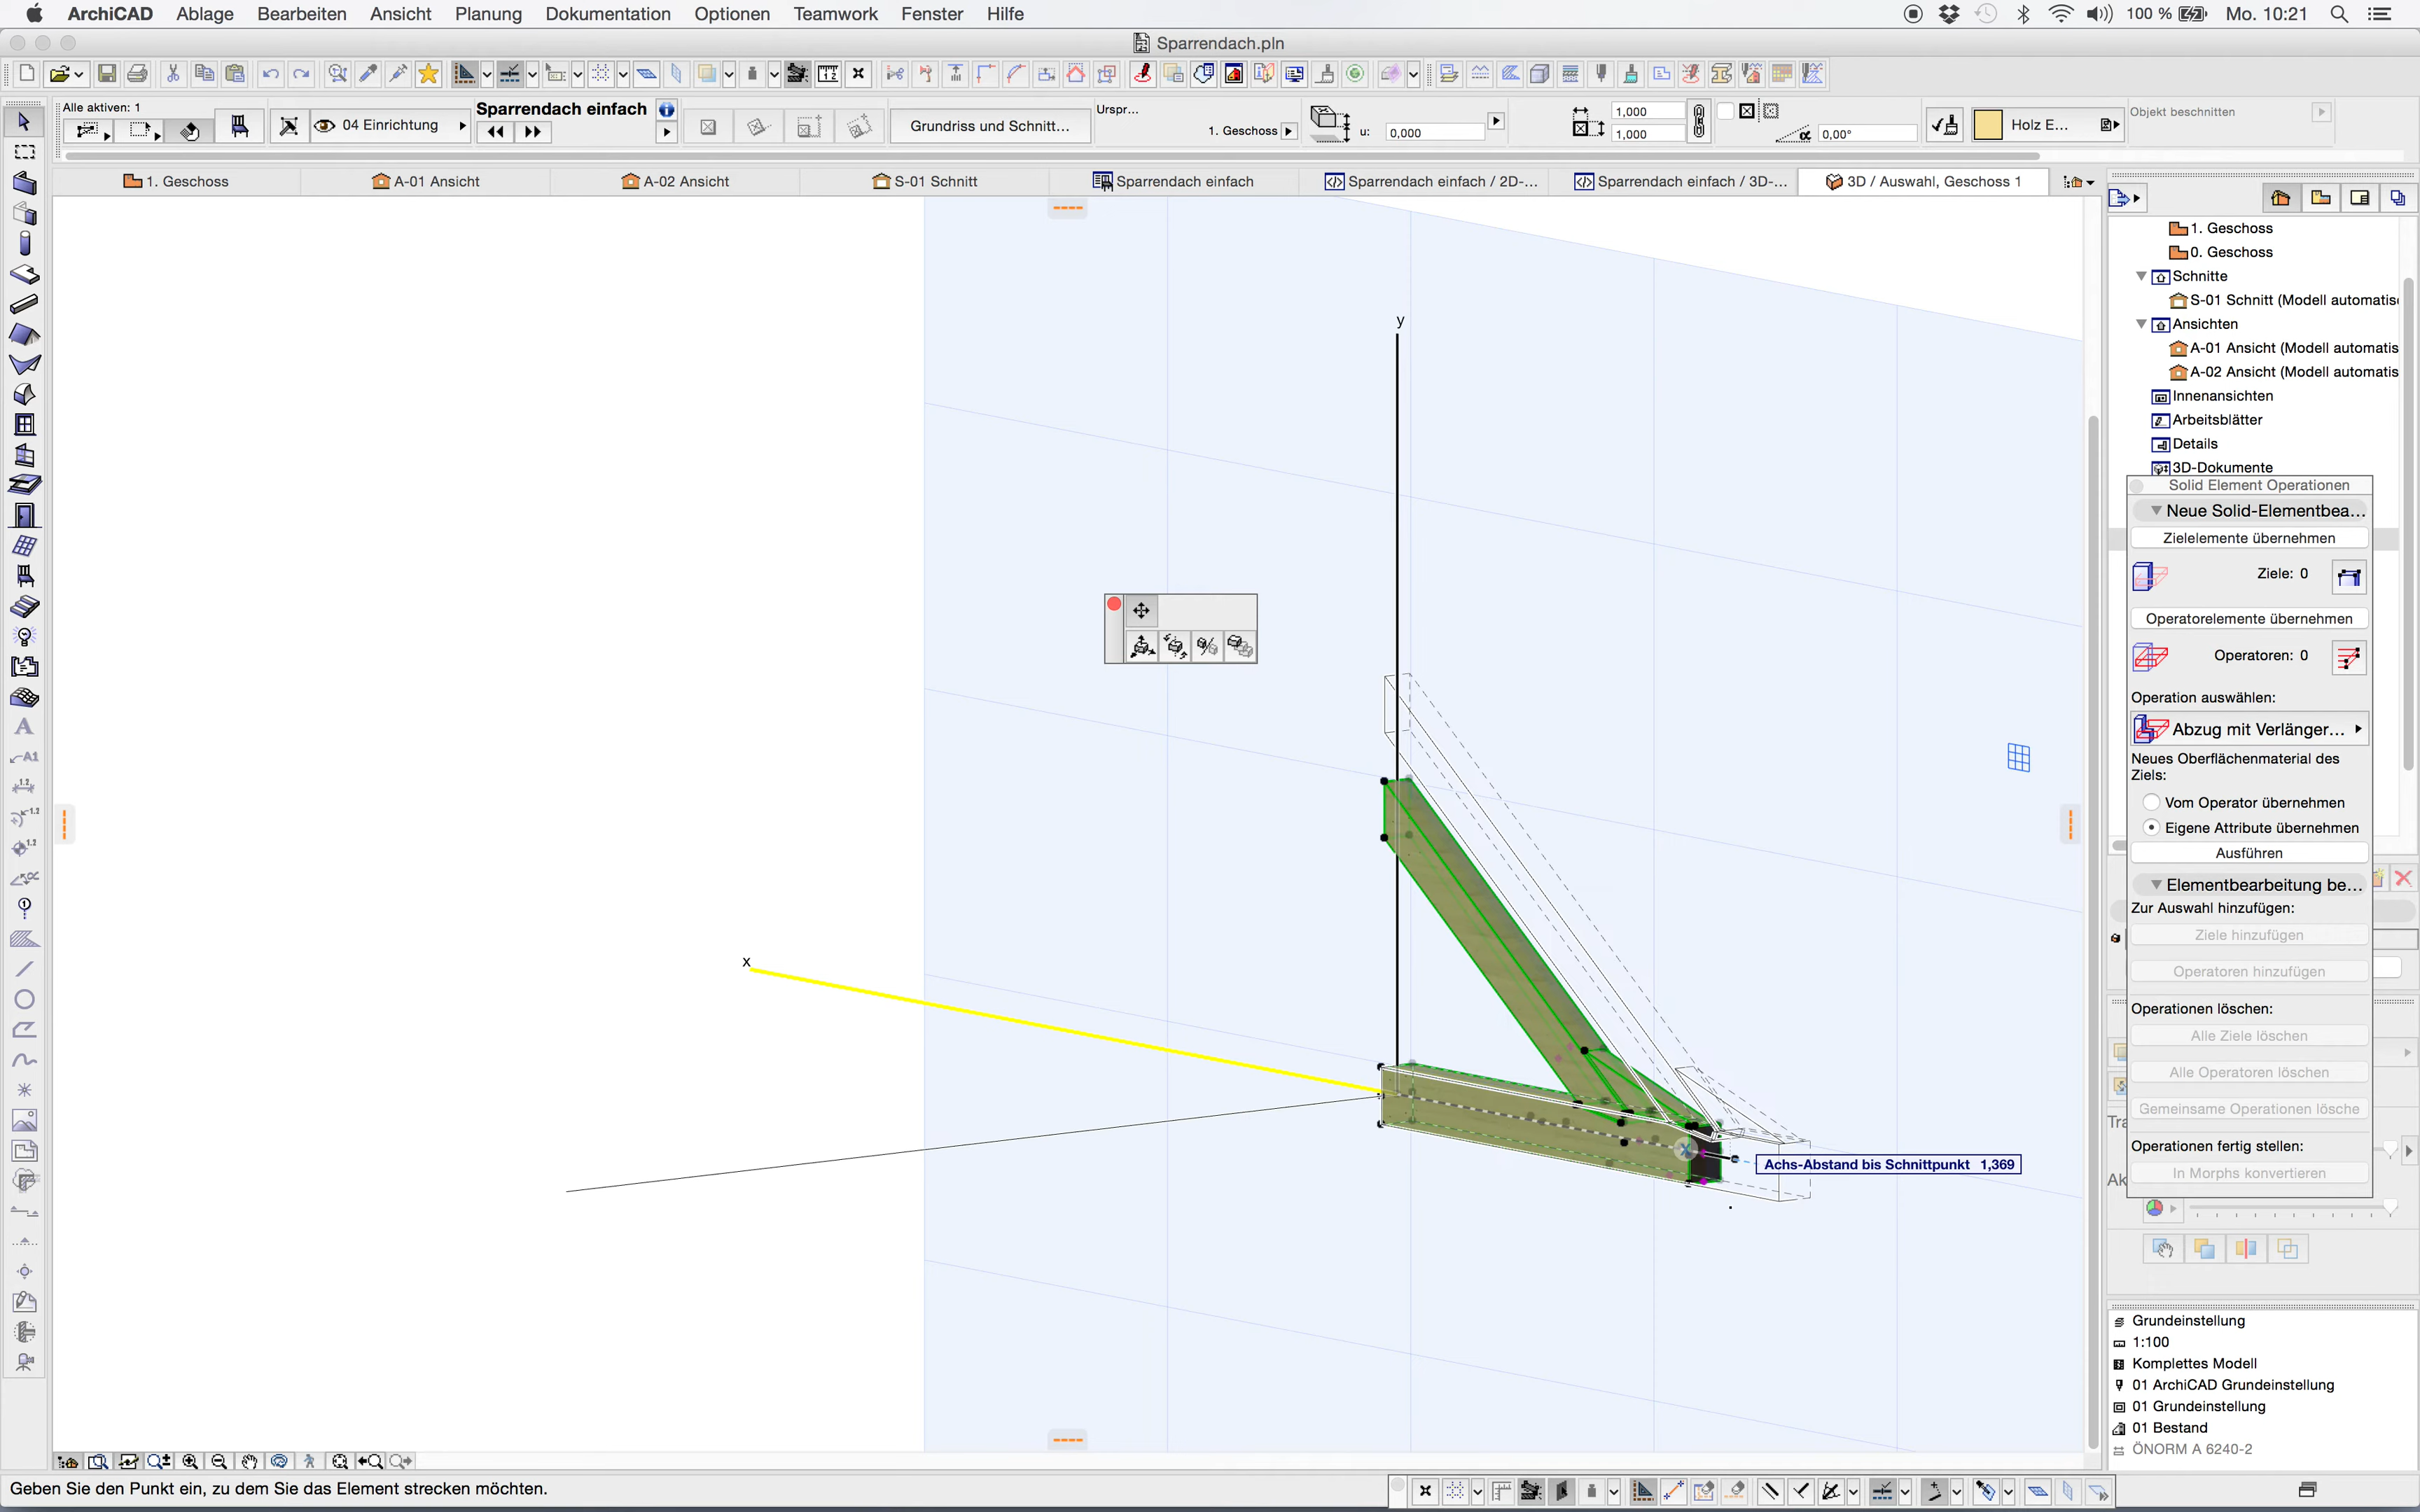 ArchiCAD Ablage Bearbeiten Ansicht Planung Dokumentation Optionen Teamwork Fenster Hilfe 100 % Mo. 10:21
Sparrendach.pln
Alle aktiven: 1
04 Einrichtung
Sparrendach einfach
Grundriss und Schnitt...
Urspr...
1. Geschoss
u: 0,000
1,000
1,000
α 0,00°
Holz E...
Objekt beschnitten
1. Geschoss
A-01 Ansicht
A-02 Ansicht
S-01 Schnitt
Sparrendach einfach
Sparrendach einfach / 2D-...
Sparrendach einfach / 3D-...
3D / Auswahl, Geschoss 1
1. Geschoss
0. Geschoss
Schnitte
S-01 Schnitt (Modell automatis
Ansichten
A-01 Ansicht (Modell automatis
A-02 Ansicht (Modell automatis
Innenansichten
Arbeitsblätter
Details
3D-Dokumente
Solid Element Operationen
Neue Solid-Elementbea...
Zielelemente übernehmen
Ziele: 0
Operatorelemente übernehmen
Operatoren: 0
Operation auswählen:
Abzug mit Verlänger...
Neues Oberflächenmaterial des
Ziels:
Vom Operator übernehmen
Eigene Attribute übernehmen
Ausführen
Elementbearbeitung be...
Zur Auswahl hinzufügen:
Ziele hinzufügen
Operatoren hinzufügen
Operationen löschen:
Alle Ziele löschen
Alle Operatoren löschen
Gemeinsame Operationen lösche
Operationen fertig stellen:
In Morphs konvertieren
Tra
Ak
y
x
Achs-Abstand bis Schnittpunkt 1,369
Grundeinstellung
1:100
Komplettes Modell
01 ArchiCAD Grundeinstellung
01 Grundeinstellung
01 Bestand
ÖNORM A 6240-2
Geben Sie den Punkt ein, zu dem Sie das Element strecken möchten.